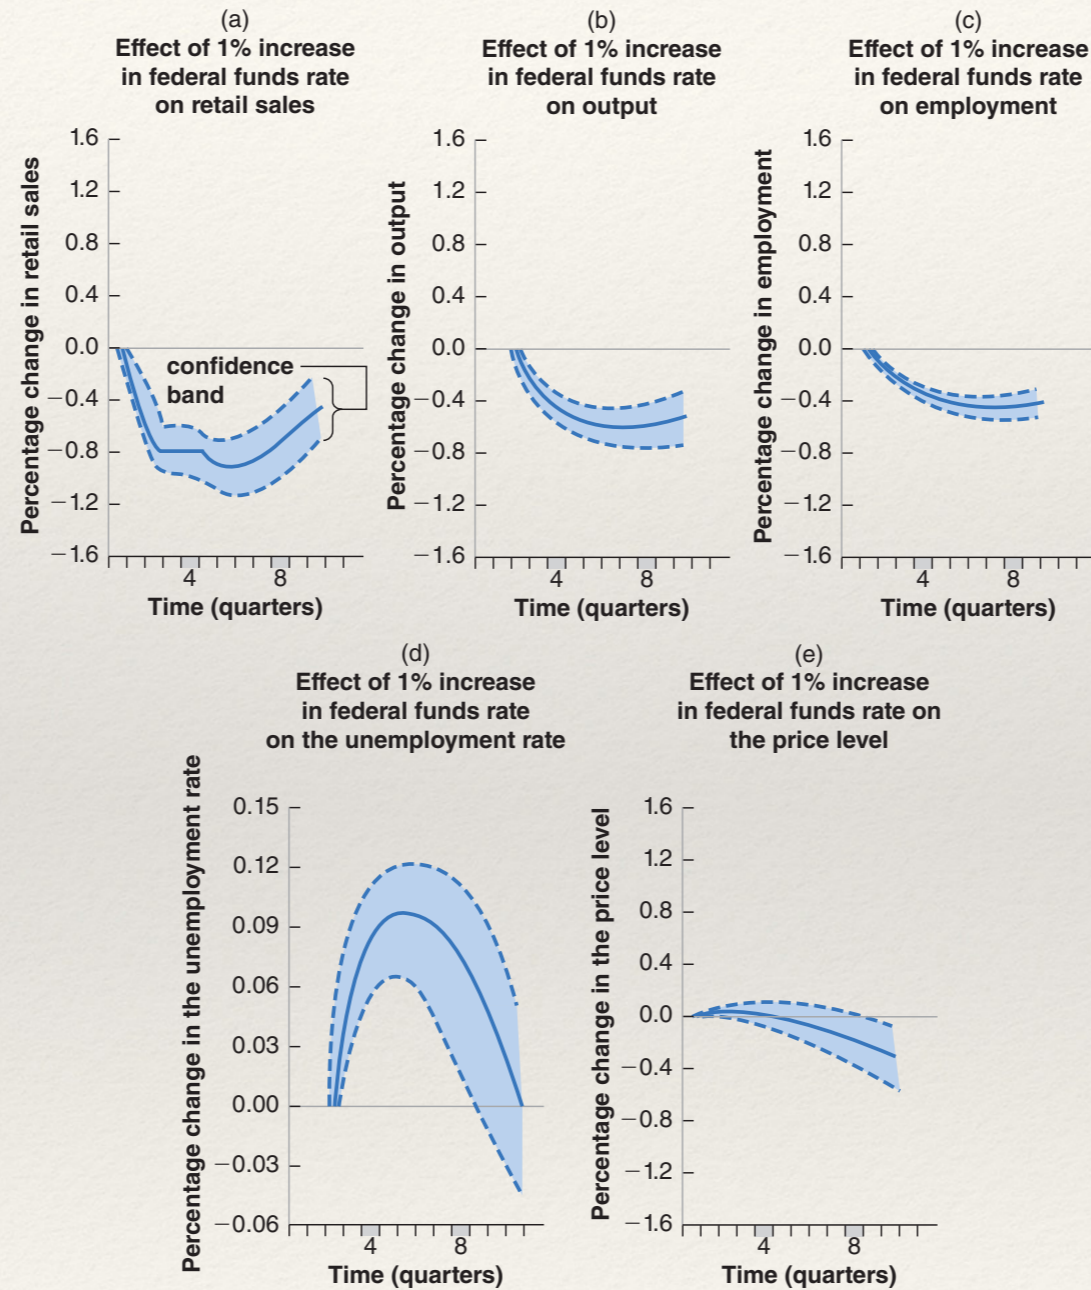 (a)
Effect of 1% increase
in federal funds rate
on retail sales
Percentage change in retail sales
1.6
1.2
0.8
0.4
0.0
−0.4
−0.8
−1.2
−1.6
confidence
band
4 8
Time (quarters)
(b)
Effect of 1% increase
in federal funds rate
on output
Percentage change in output
1.6
1.2
0.8
0.4
0.0
−0.4
−0.8
−1.2
−1.6
4 8
Time (quarters)
(c)
Effect of 1% increase
in federal funds rate
on employment
Percentage change in employment
1.6
1.2
0.8
0.4
0.0
−0.4
−0.8
−1.2
−1.6
4 8
Time (quarters)
(d)
Effect of 1% increase
in federal funds rate
on the unemployment rate
Percentage change in the unemployment rate
0.15
0.12
0.09
0.06
0.03
0.00
−0.03
−0.06
4 8
Time (quarters)
(e)
Effect of 1% increase
in federal funds rate on
the price level
Percentage change in the price level
1.6
1.2
0.8
0.4
0.0
−0.4
−0.8
−1.2
−1.6
4 8
Time (quarters)